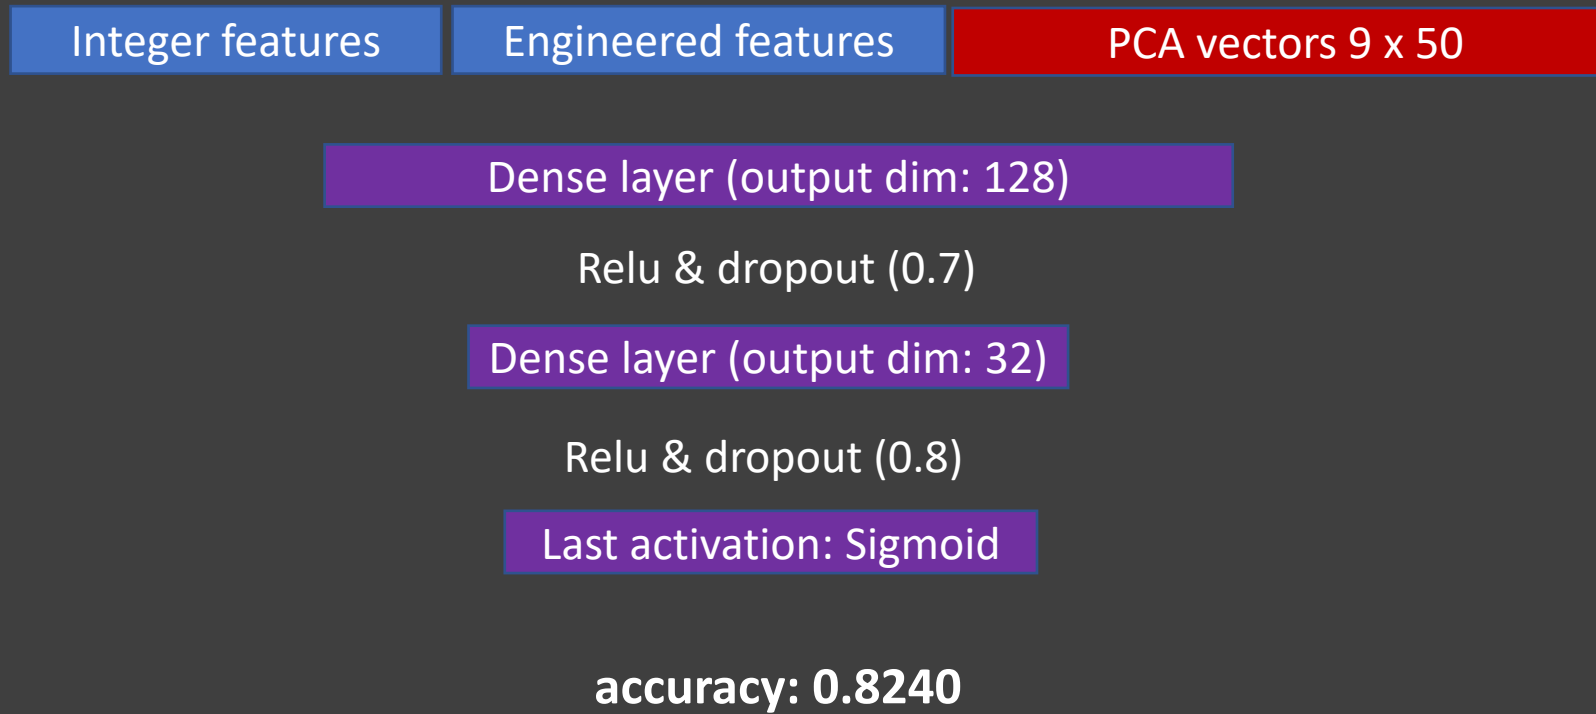 Integer features
Engineered features
PCA vectors 9 x 50
Dense layer (output dim: 128)
Relu & dropout (0.7)
Dense layer (output dim: 32)
Relu & dropout (0.8)
Last activation: Sigmoid
accuracy: 0.8240